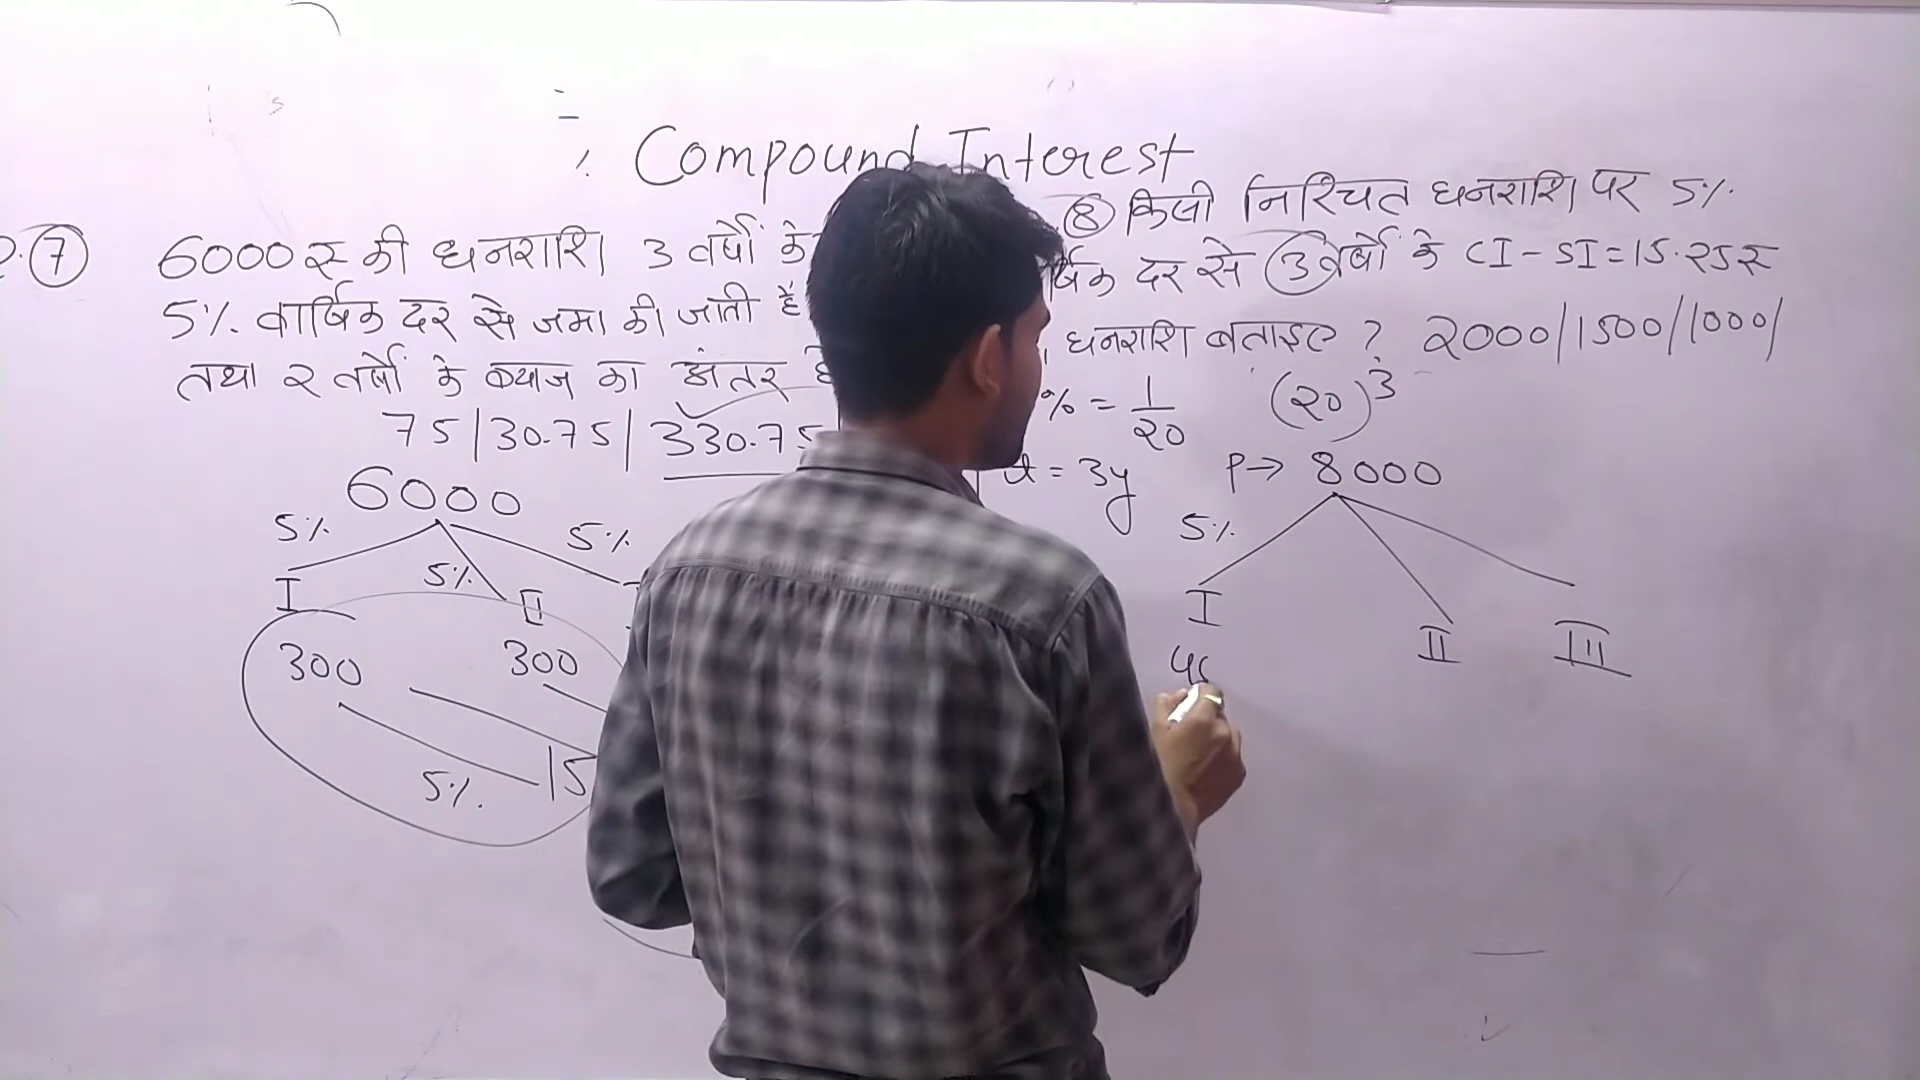 Compound Interest
7 6000 रु की धनराशि 3 वर्षों के
5% वार्षिक दर से जमा की जाती है
तथा 2 वर्षों के ब्याज का अंतर
75 | 30.75 | 330.75
6000
5% 5% 5%
I II
300 300
5% 15
8 किसी निश्चित धनराशि पर 5%
दर से 3 वर्षों के CI-SI=15.25रु
धनराशि बताइए ? 2000/1500/1000/
% = 1/20 (20)³
t = 3y P→ 8000
5%
I II III
40